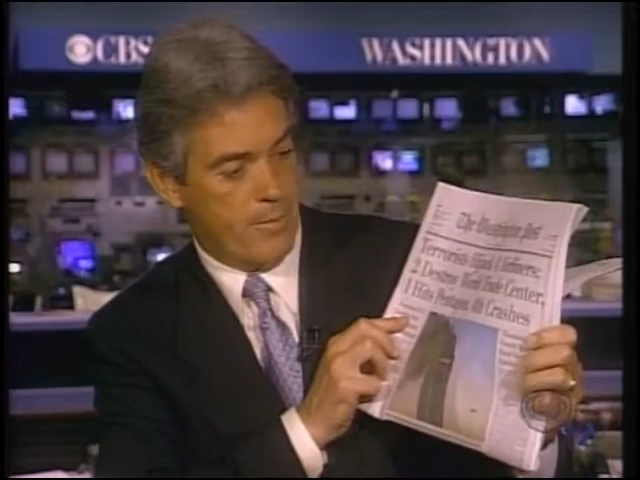 CBS
WASHINGTON
The Washington Post
Terrorists Hijack 4 Airliners;
2 Destroy World Trade Center,
1 Hits Pentagon, 4th Crashes